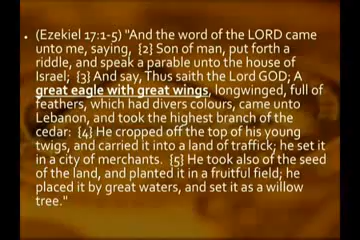 (Ezekiel 17:1-5) "And the word of the LORD came
unto me, saying,  {2} Son of man, put forth a
riddle, and speak a parable unto the house of
Israel;  {3} And say, Thus saith the Lord GOD; A
great eagle with great wings, longwinged, full of
feathers, which had divers colours, came unto
Lebanon, and took the highest branch of the
cedar:  {4} He cropped off the top of his young
twigs, and carried it into a land of traffick; he set it
in a city of merchants.  {5} He took also of the seed
of the land, and planted it in a fruitful field; he
placed it by great waters, and set it as a willow
tree."